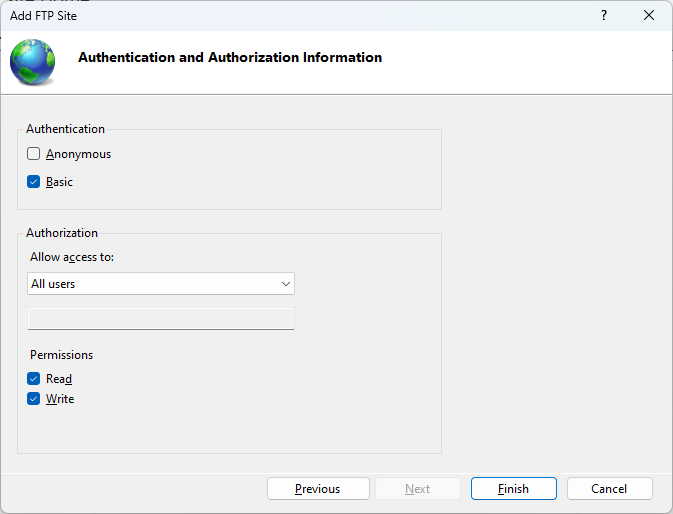 Add FTP Site
?
Authentication and Authorization Information
Authentication
Anonymous
Basic
Authorization
Allow access to:
All users
Permissions
Read
Write
Previous
Next
Finish
Cancel